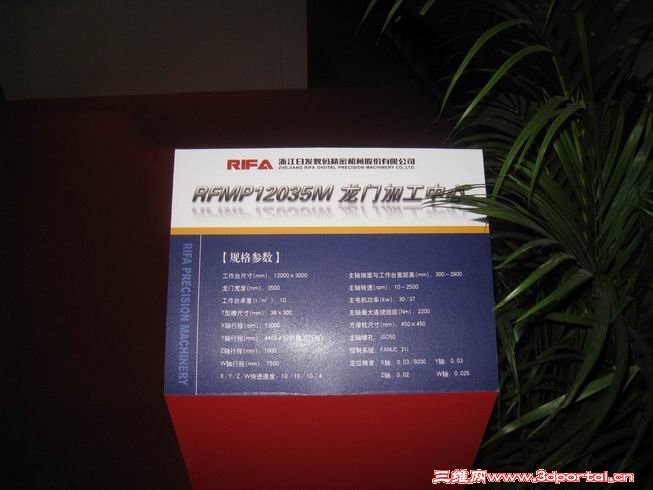 RIFA 浙江日发数码精密机械股份有限公司
ZHEJIANG RIFA DIGITAL PRECISION MACHINERY CO.,LTD.
RFMP12035M 龙门加工中心
RIFA PRECISION MACHINERY
【规格参数】
工作台尺寸(mm): 12000×3000
龙门宽度(mm): 3500
工作台承重(t/㎡): 10
T型槽尺寸(mm): 36×300
X轴行程(mm): 13000
Y轴行程(mm):
Z轴行程(mm): 1000
W轴行程(mm): 1500
X/Y/Z/W快进速度: 10/10/10/4
主轴端面与工作台面距离(mm): 300-2800
主轴转速(rpm): 10-2500
主电机功率(kw): 30/37
主轴最大连续扭距(Nm): 2200
方滑枕尺寸(mm): 450×450
主轴锥孔: ISO50
控制系统: FANUC 31i
定位精度: X轴: 0.03/5000 Y轴: 0.03
Z轴: 0.02 W轴: 0.025
三维网www.3dportal.cn